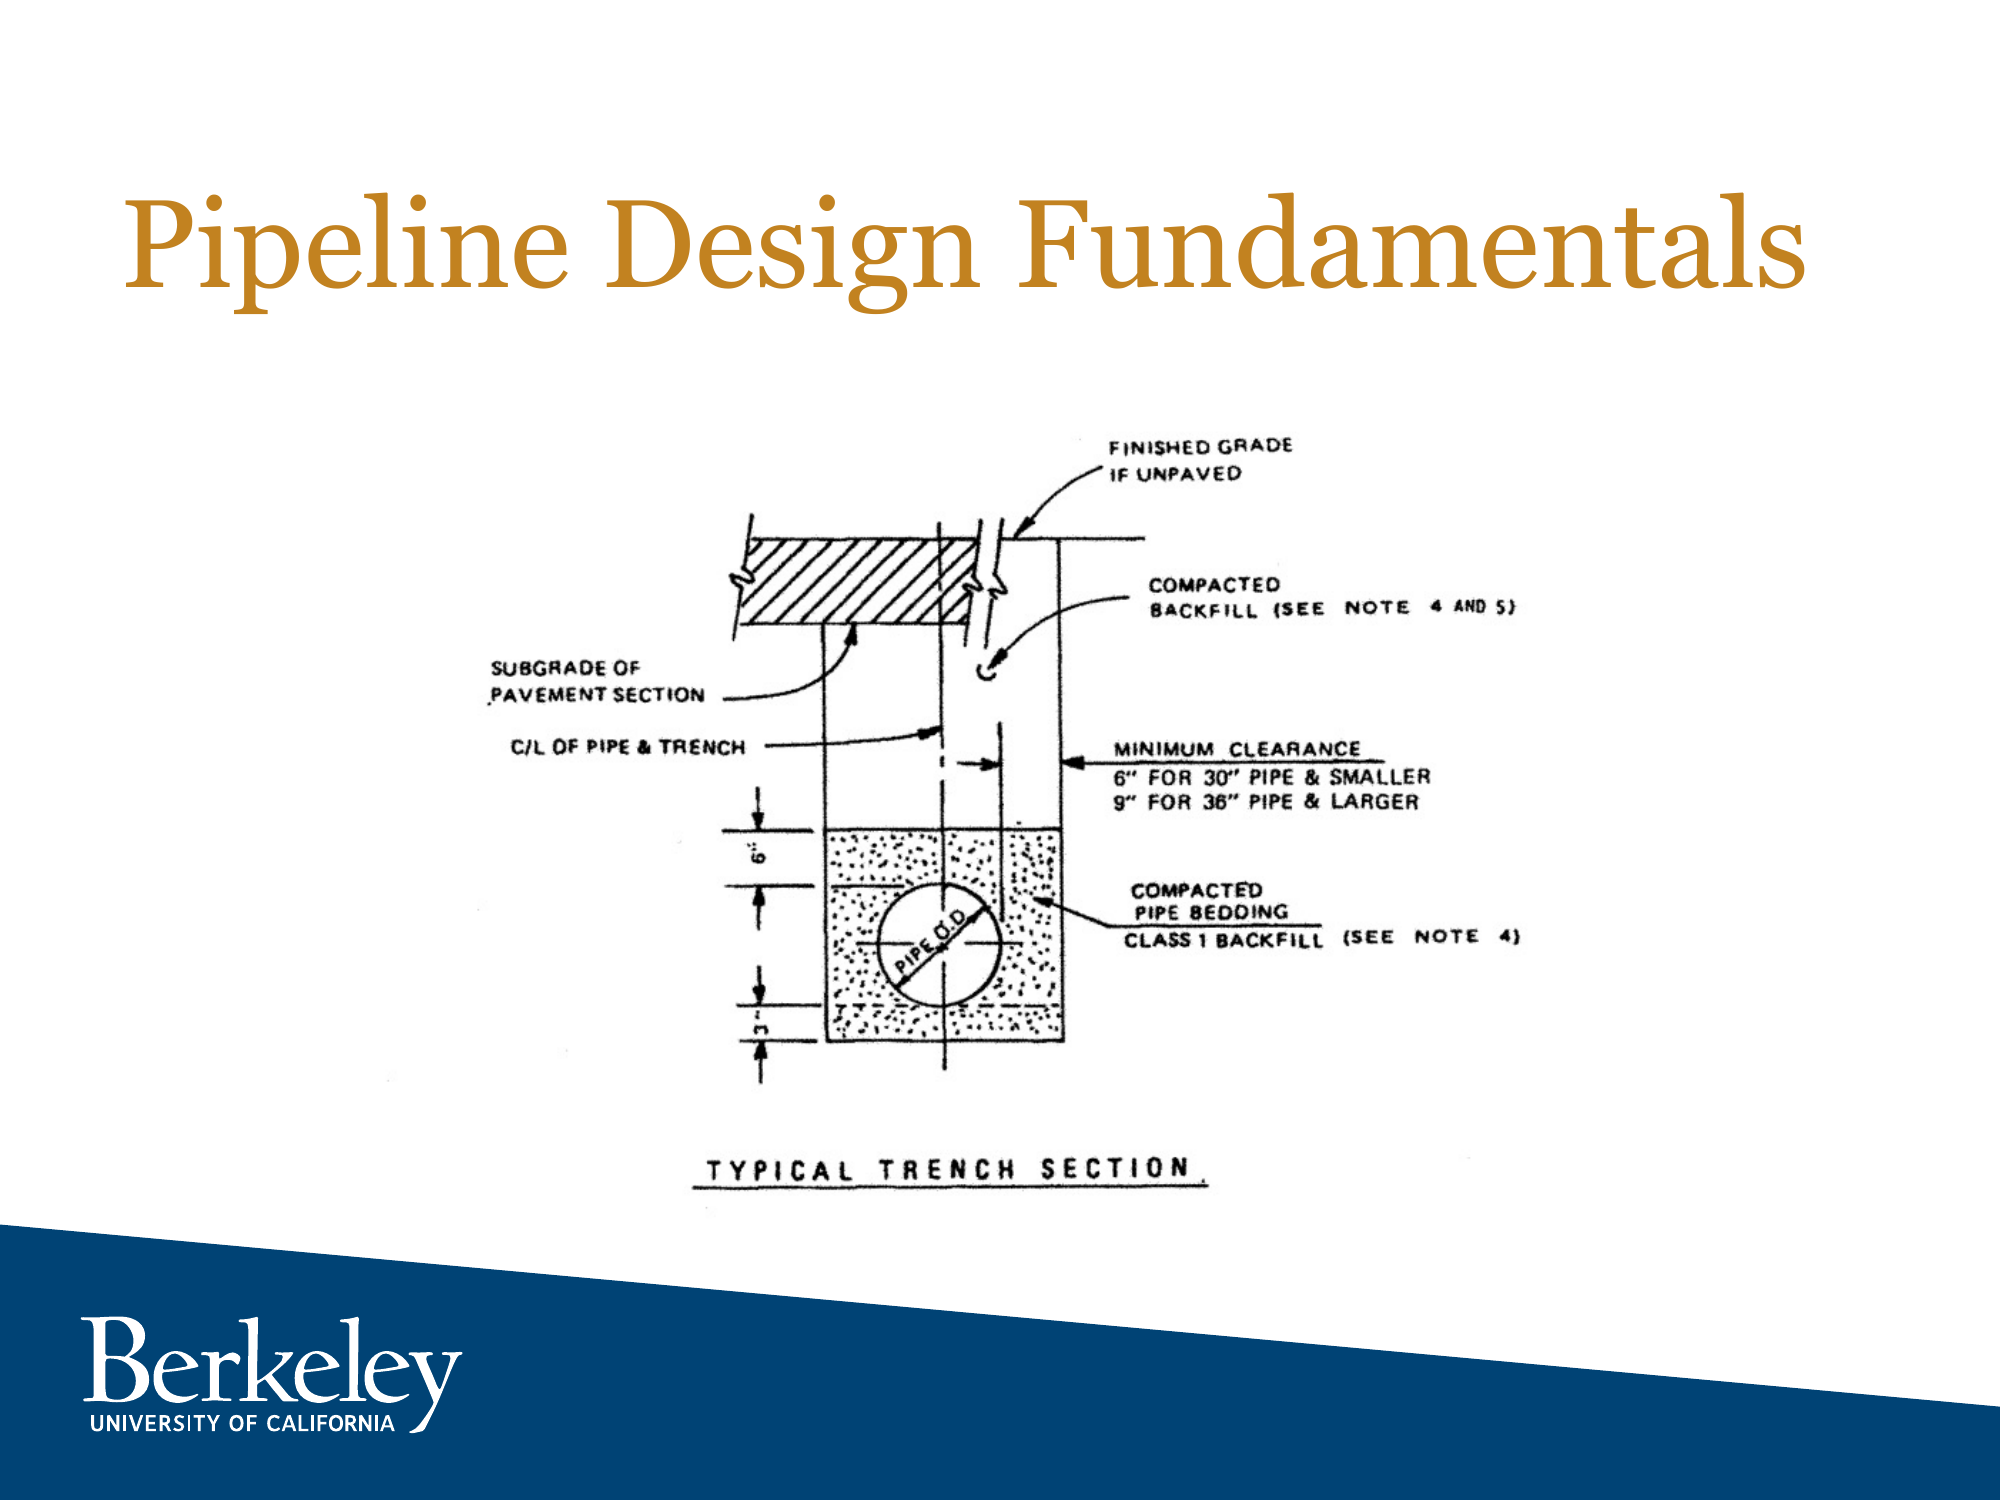 Pipeline Design Fundamentals
FINISHED GRADE
IF UNPAVED
COMPACTED
BACKFILL (SEE NOTE 4 AND 5)
SUBGRADE OF
PAVEMENT SECTION
C/L OF PIPE & TRENCH
MINIMUM CLEARANCE
6" FOR 30" PIPE & SMALLER
9" FOR 36" PIPE & LARGER
6"
COMPACTED
PIPE BEDDING
CLASS 1 BACKFILL (SEE NOTE 4)
PIPE O.D
3"
TYPICAL TRENCH SECTION
Berkeley
UNIVERSITY OF CALIFORNIA